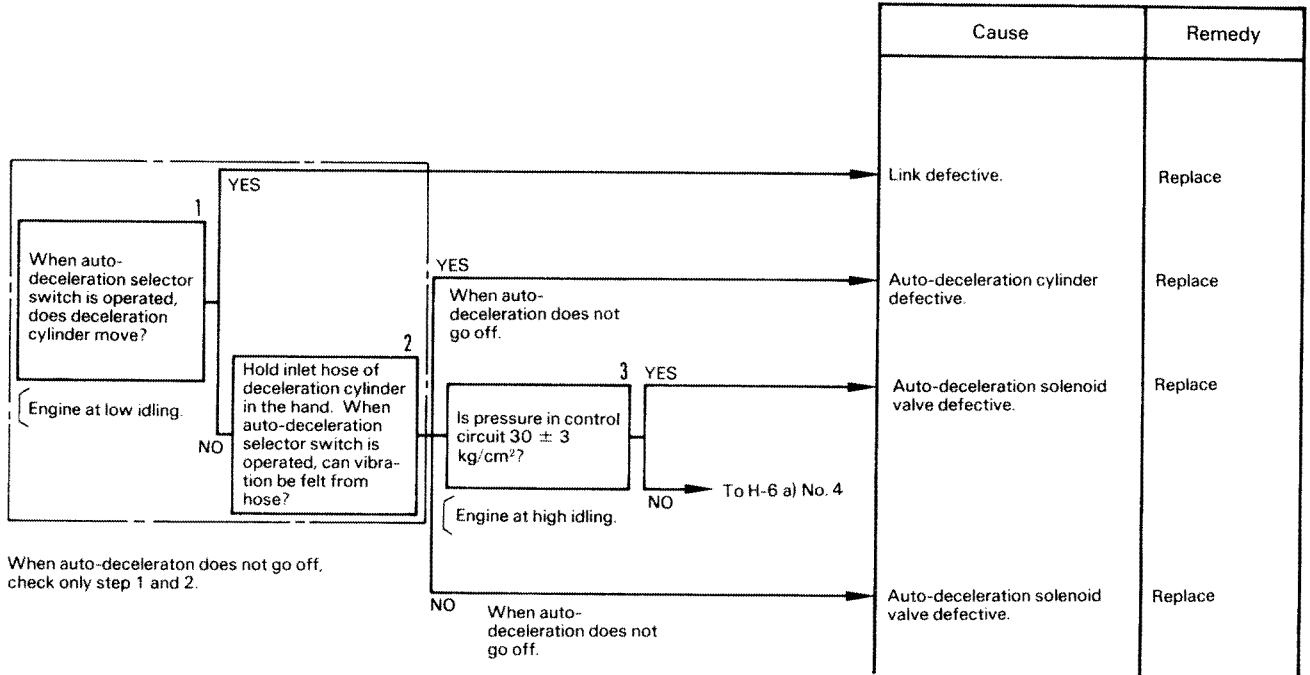 Cause
Remedy
YES
Link defective.
Replace
1
When auto-
deceleration selector
switch is operated,
does deceleration
cylinder move?
Engine at low idling.
NO
2
Hold inlet hose of
deceleration cylinder
in the hand. When
auto-deceleration
selector switch is
operated, can vibra-
tion be felt from
hose?
YES
When auto-
deceleration does not
go off.
Auto-deceleration cylinder
defective.
Replace
3
Is pressure in control
circuit 30 ± 3
kg/cm²?
Engine at high idling.
YES
Auto-deceleration solenoid
valve defective.
Replace
NO
To H-6 a) No. 4
When auto-deceleraton does not go off,
check only step 1 and 2.
NO
When auto-
deceleration does not
go off.
Auto-deceleration solenoid
valve defective.
Replace